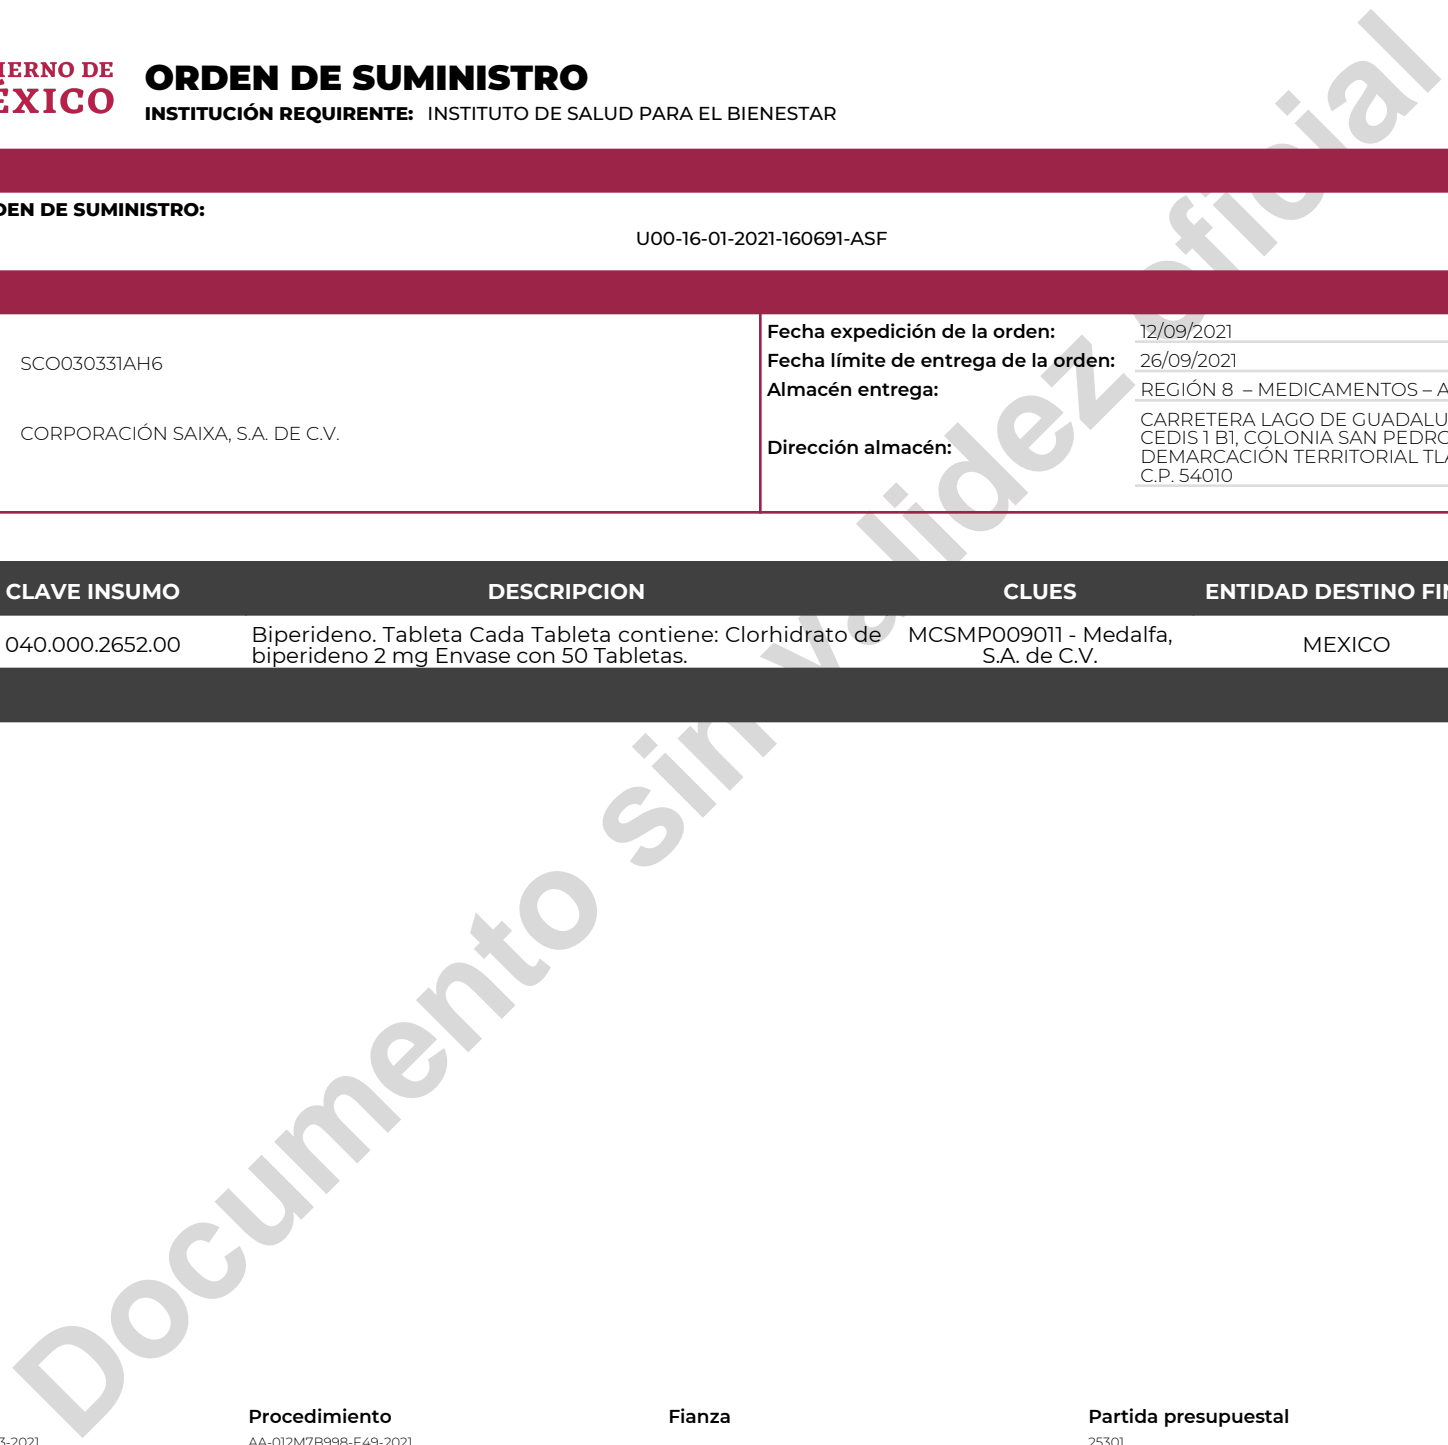 IERNO DE
ÉXICO
ORDEN DE SUMINISTRO
INSTITUCIÓN REQUIRENTE: INSTITUTO DE SALUD PARA EL BIENESTAR
DEN DE SUMINISTRO:
U00-16-01-2021-160691-ASF
SCO030331AH6
CORPORACIÓN SAIXA, S.A. DE C.V.
Fecha expedición de la orden: 12/09/2021
Fecha límite de entrega de la orden: 26/09/2021
Almacén entrega: REGIÓN 8 – MEDICAMENTOS – A
Dirección almacén: CARRETERA LAGO DE GUADALU
CEDIS 1 B1, COLONIA SAN PEDRO
DEMARCACIÓN TERRITORIAL TLA
C.P. 54010
CLAVE INSUMO DESCRIPCION CLUES ENTIDAD DESTINO FIN
040.000.2652.00 Biperideno. Tableta Cada Tableta contiene: Clorhidrato de MCSMP009011 - Medalfa, MEXICO
biperideno 2 mg Envase con 50 Tabletas. S.A. de C.V.
Documento sin validez oficial
Procedimiento Fianza Partida presupuestal
3-2021 AA-012M7B998-E49-2021 25301